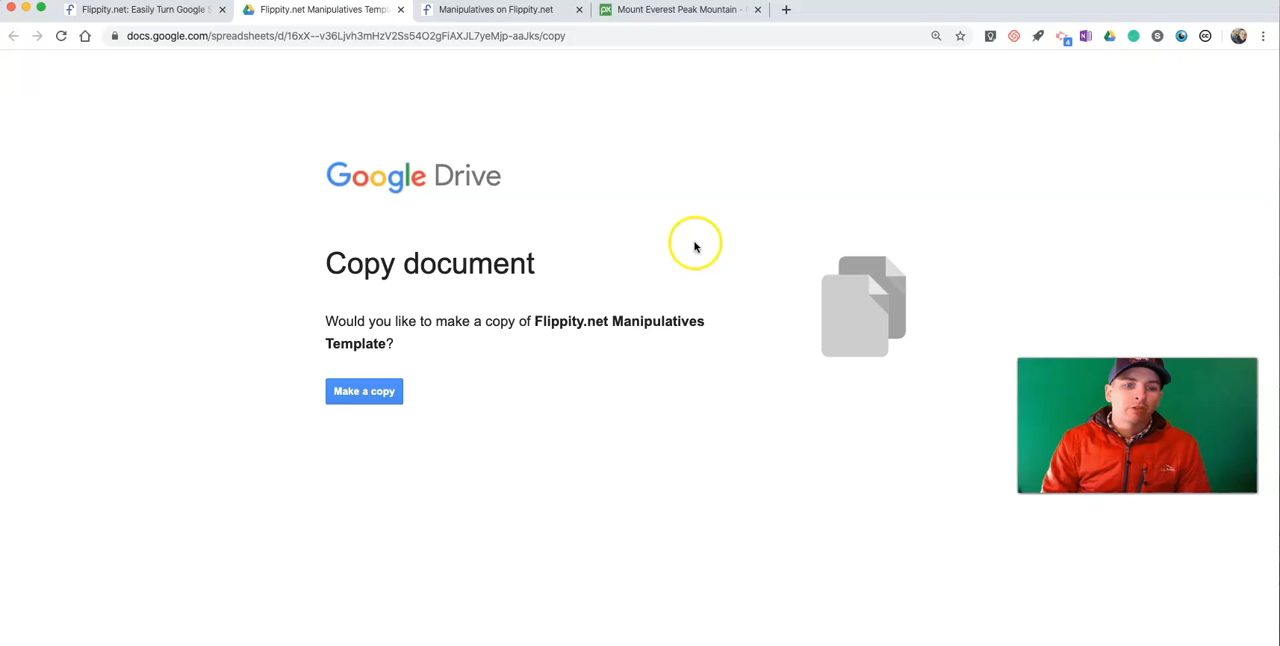 Flippity.net: Easily Turn Google S
Flippity.net Manipulatives Templ
Manipulatives on Flippity.net
Mount Everest Peak Mountain -
docs.google.com/spreadsheets/d/16xX--v36Ljvh3mHzV2Ss54O2gFiAXJL7yeMjp-aaJks/copy
Google Drive
Copy document
Would you like to make a copy of Flippity.net Manipulatives
Template?
Make a copy